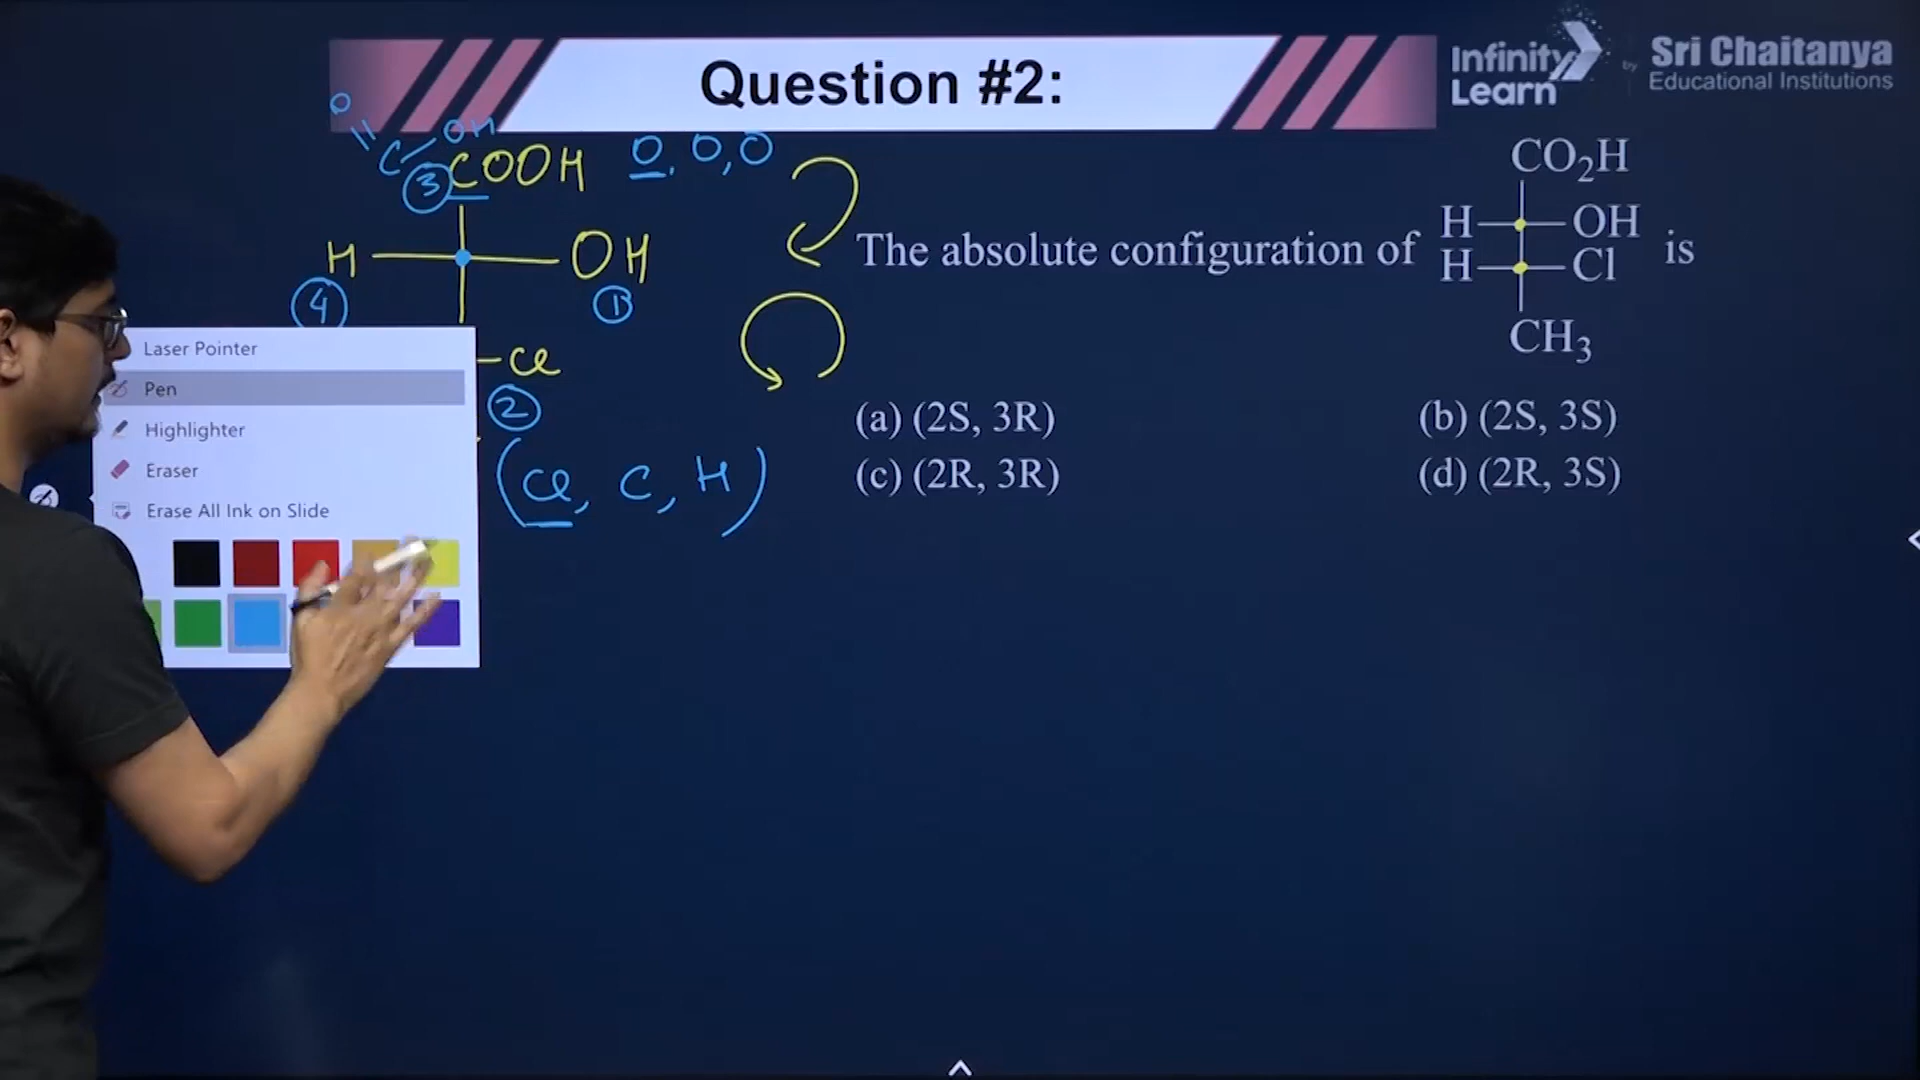 Question #2:
Infinity Learn
by
Sri Chaitanya
Educational Institutions
O
||
C
OH
③ COOH
O, O, O
H
OH
④
①
Cl
②
(Cl, C, H)
Laser Pointer
Pen
Highlighter
Eraser
Erase All Ink on Slide
The absolute configuration of
CO₂H
H
OH
H
Cl
CH₃
is
(a) (2S, 3R)
(b) (2S, 3S)
(c) (2R, 3R)
(d) (2R, 3S)